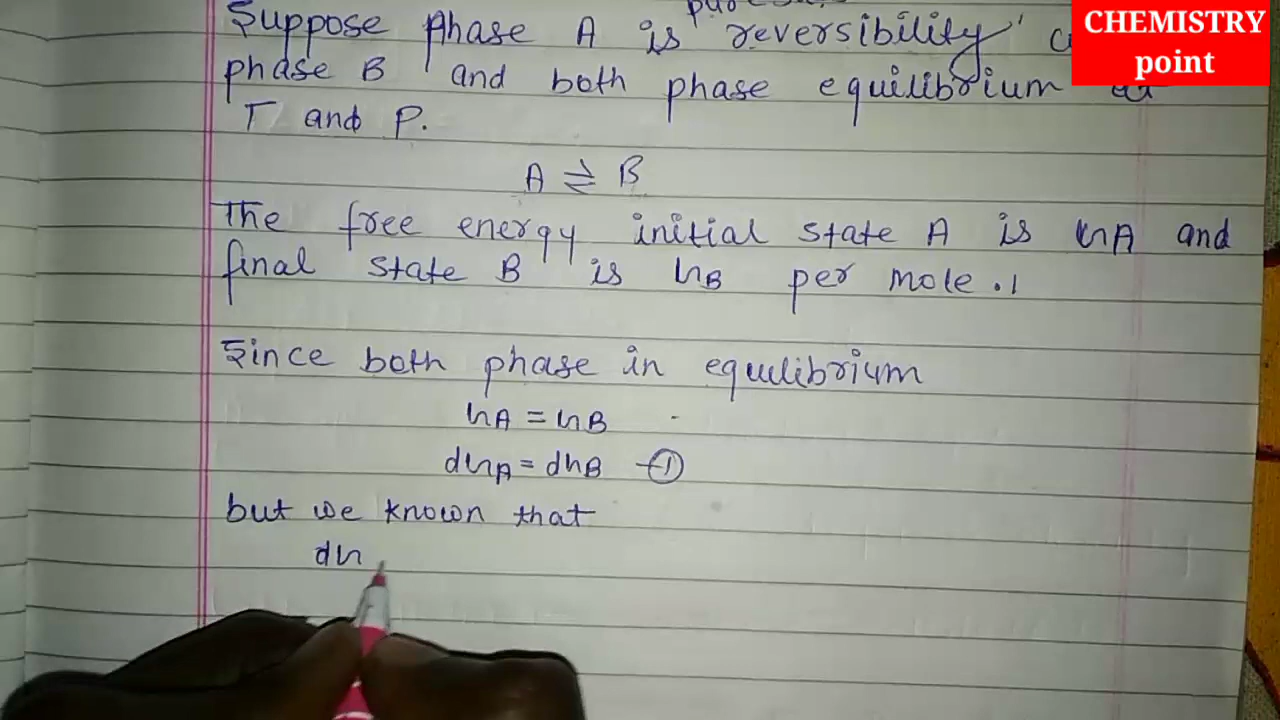 CHEMISTRY
point
Suppose Phase A is reversibility
phase B and both phase equilibrium at
T and P.
A ⇌ B
The free energy initial state A is GA and
final state B is GB per mole.
Since both phase in equilibrium
GA = GB
dGA = dGB —①
but we known that
dG